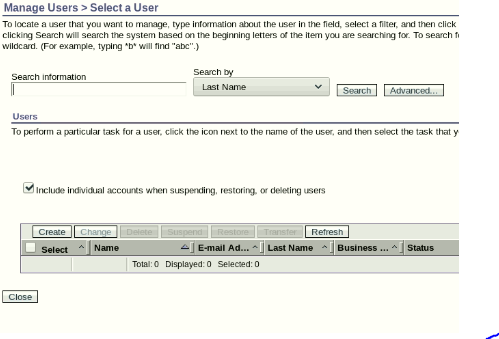 Manage Users > Select a User
To locate a user that you want to manage, type information about the user in the field, select a filter, and then click
clicking Search will search the system based on the beginning letters of the item you are searching for. To search
wildcard. (For example, typing *b* will find "abc".)
Search information
Search by
Last Name
Search
Advanced...
Users
To perform a particular task for a user, click the icon next to the name of the user, and then select the task that
Include individual accounts when suspending, restoring, or deleting users
Create Change Delete Suspend Restore Transfer Refresh
Select Name E-mail Ad... Last Name Business ... Status
Total: 0 Displayed: 0 Selected: 0
Close